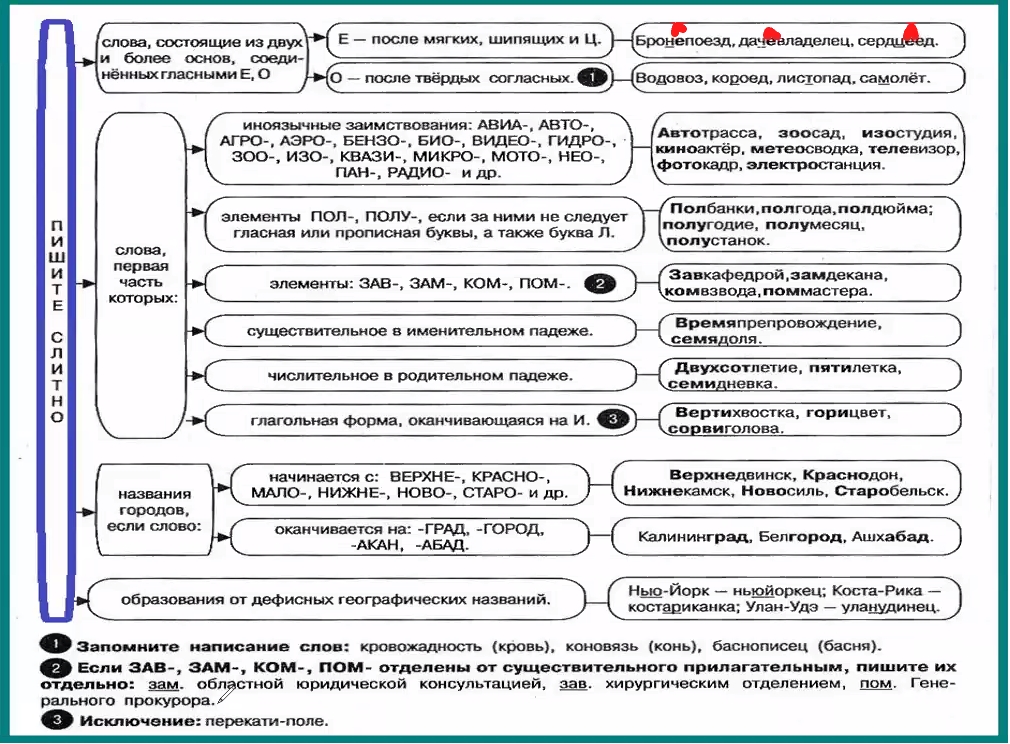 ПИШИТЕ СЛИТНО
слова, состоящие из двух
и более основ, соеди-
нённых гласными Е, О
Е — после мягких, шипящих и Ц.
Бронепоезд, дачевладелец, сердцеед.
О — после твёрдых согласных. 1
Водовоз, короед, листопад, самолёт.
слова,
первая
часть
которых:
иноязычные заимствования: АВИА-, АВТО-,
АГРО-, АЭРО-, БЕНЗО-, БИО-, ВИДЕО-, ГИДРО-,
ЗОО-, ИЗО-, КВАЗИ-, МИКРО-, МОТО-, НЕО-,
ПАН-, РАДИО- и др.
Автотрасса, зоосад, изостудия,
киноактёр, метеосводка, телевизор,
фотокадр, электростанция.
элементы ПОЛ-, ПОЛУ-, если за ними не следует
гласная или прописная буквы, а также буква Л.
Полбанки,полгода,полдюйма;
полугодие, полумесяц,
полустанок.
элементы: ЗАВ-, ЗАМ-, КОМ-, ПОМ-. 2
Завкафедрой,замдекана,
комвзвода,поммастера.
существительное в именительном падеже.
Времяпрепровождение,
семядоля.
числительное в родительном падеже.
Двухсотлетие, пятилетка,
семидневка.
глагольная форма, оканчивающаяся на И. 3
Вертихвостка, горицвет,
сорвиголова.
названия
городов,
если слово:
начинается с: ВЕРХНЕ-, КРАСНО-,
МАЛО-, НИЖНЕ-, НОВО-, СТАРО- и др.
Верхнедвинск, Краснодон,
Нижнекамск, Новосиль, Старобельск.
оканчивается на: -ГРАД, -ГОРОД,
-АКАН, -АБАД.
Калининград, Белгород, Ашхабад.
образования от дефисных географических названий.
Нью-Йорк — ньюйоркец; Коста-Рика —
костариканка; Улан-Удэ — улануди​нец.
1 Запомните написание слов: кровожадность (кровь), коновязь (конь), баснописец (басня).
2 Если ЗАВ-, ЗАМ-, КОМ-, ПОМ- отделены от существительного прилагательным, пишите их
отдельно: зам. областной юридической консультацией, зав. хирургическим отделением, пом. Гене-
рального прокурора.
3 Исключение: перекати-поле.